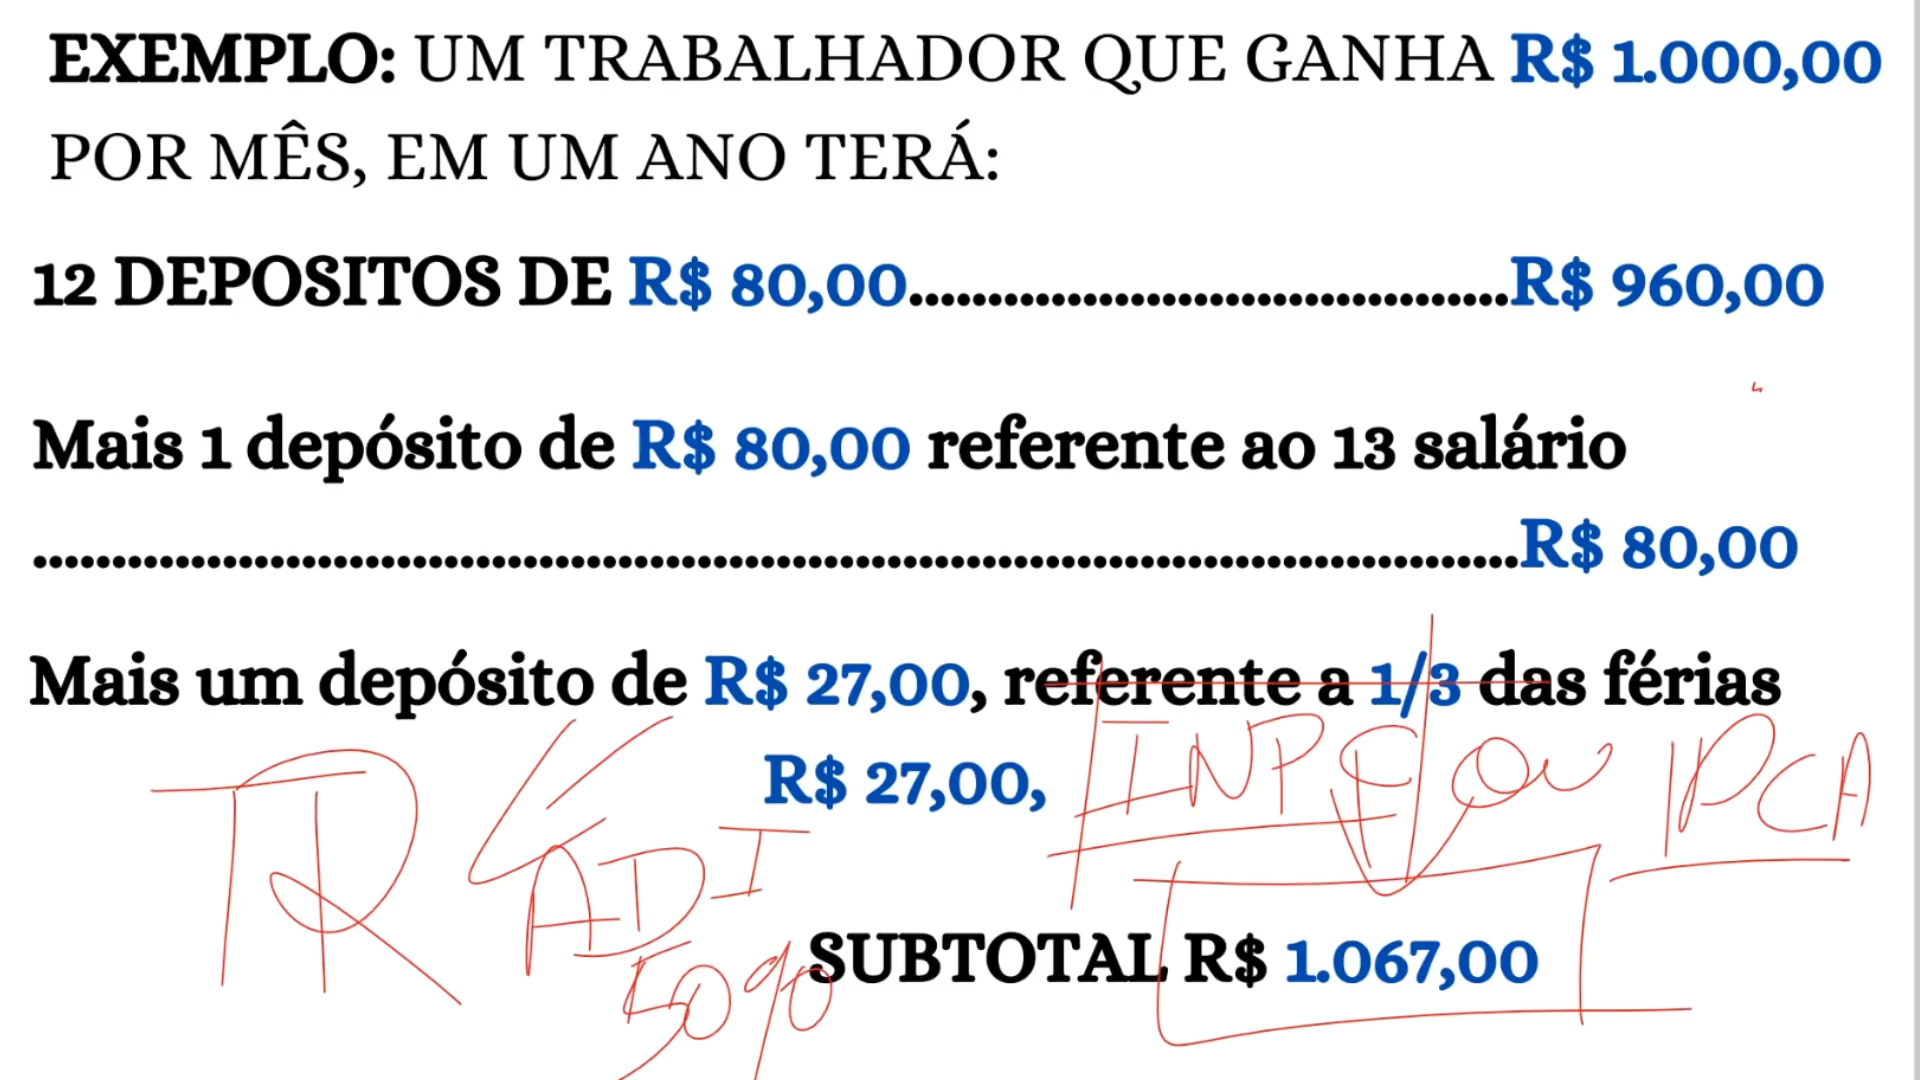 EXEMPLO: UM TRABALHADOR QUE GANHA R$ 1.000,00
POR MÊS, EM UM ANO TERÁ:
12 DEPOSITOS DE R$ 80,00......................................R$ 960,00
Mais 1 depósito de R$ 80,00 referente ao 13 salário
..............................................................................................R$ 80,00
Mais um depósito de R$ 27,00, referente a 1/3 das férias
R$ 27,00,
INPC ou IPCA
TR
ADI
5090
SUBTOTAL R$ 1.067,00